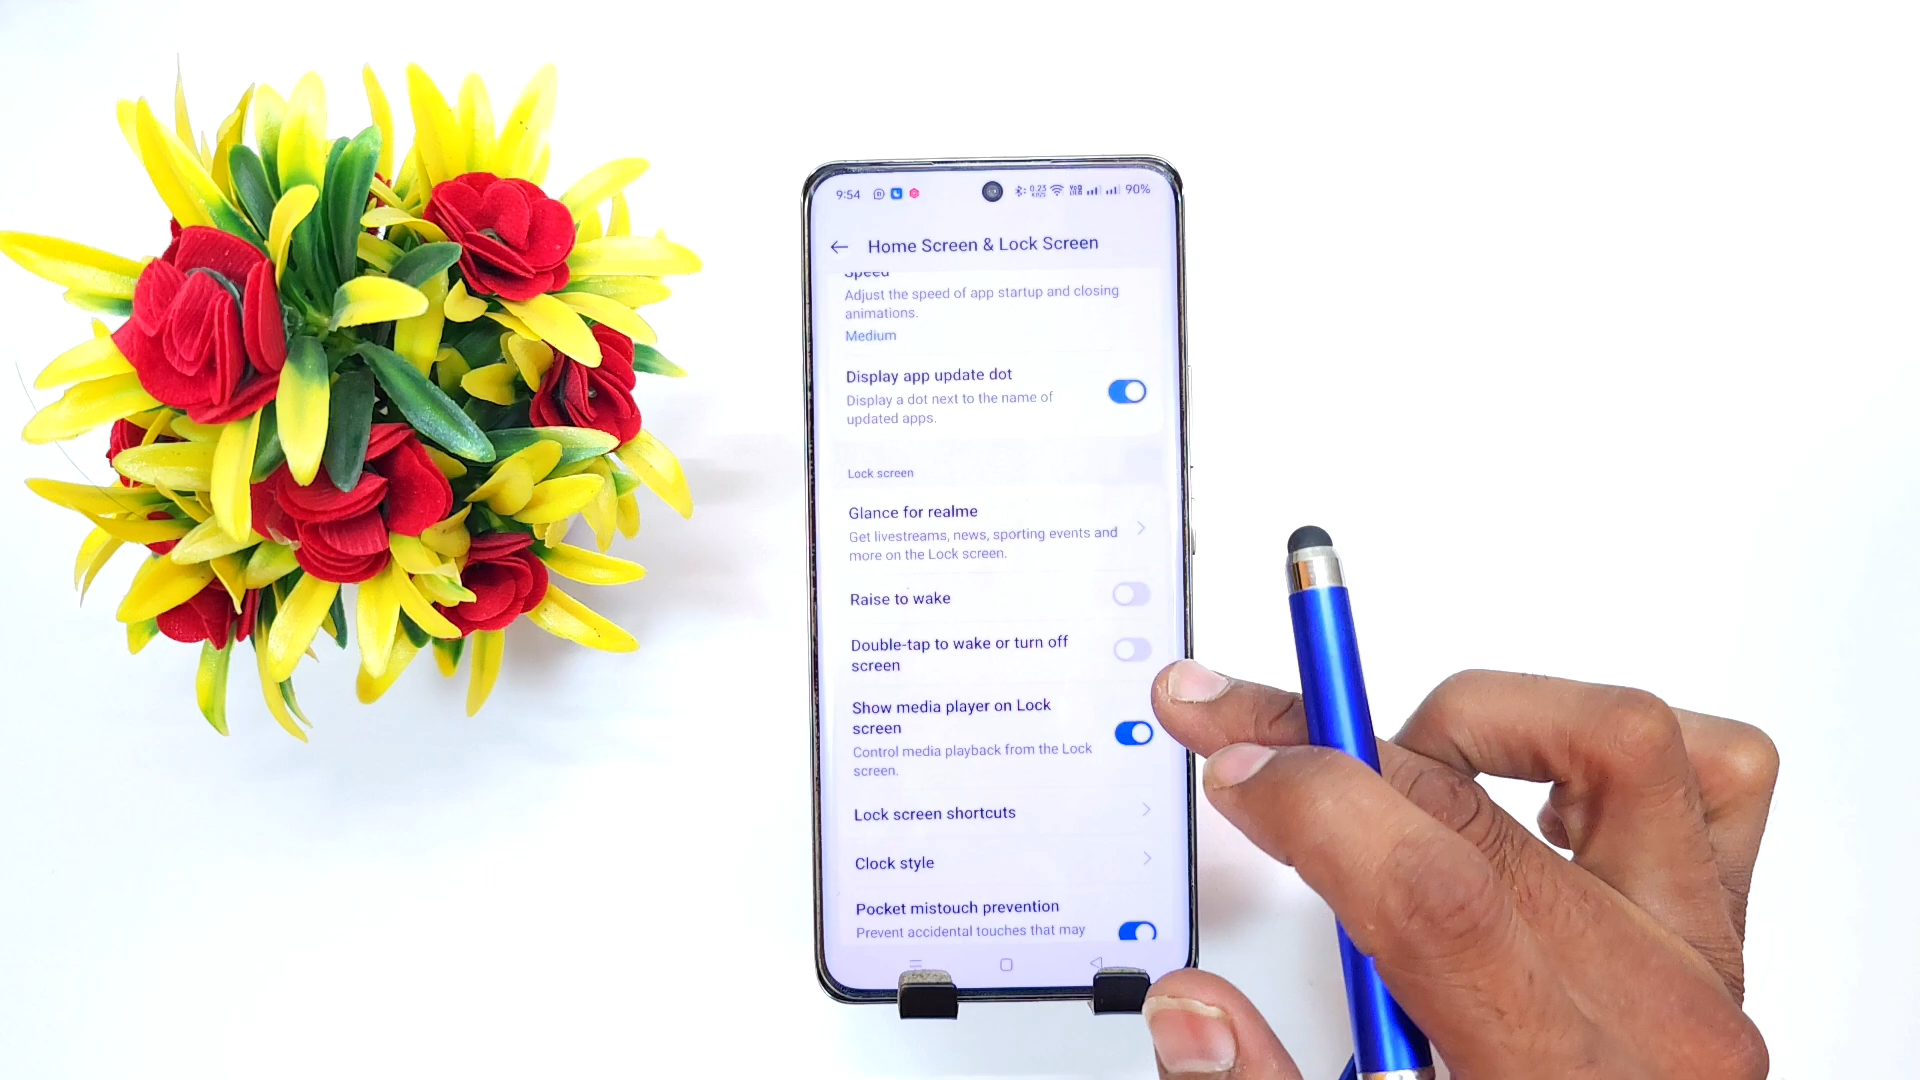 9:54 0.23 KB/S 90%
Home Screen & Lock Screen
Speed
Adjust the speed of app startup and closing
animations.
Medium
Display app update dot
Display a dot next to the name of
updated apps.
Lock screen
Glance for realme
Get livestreams, news, sporting events and
more on the Lock screen.
Raise to wake
Double-tap to wake or turn off
screen
Show media player on Lock
screen
Control media playback from the Lock
screen.
Lock screen shortcuts
Clock style
Pocket mistouch prevention
Prevent accidental touches that may